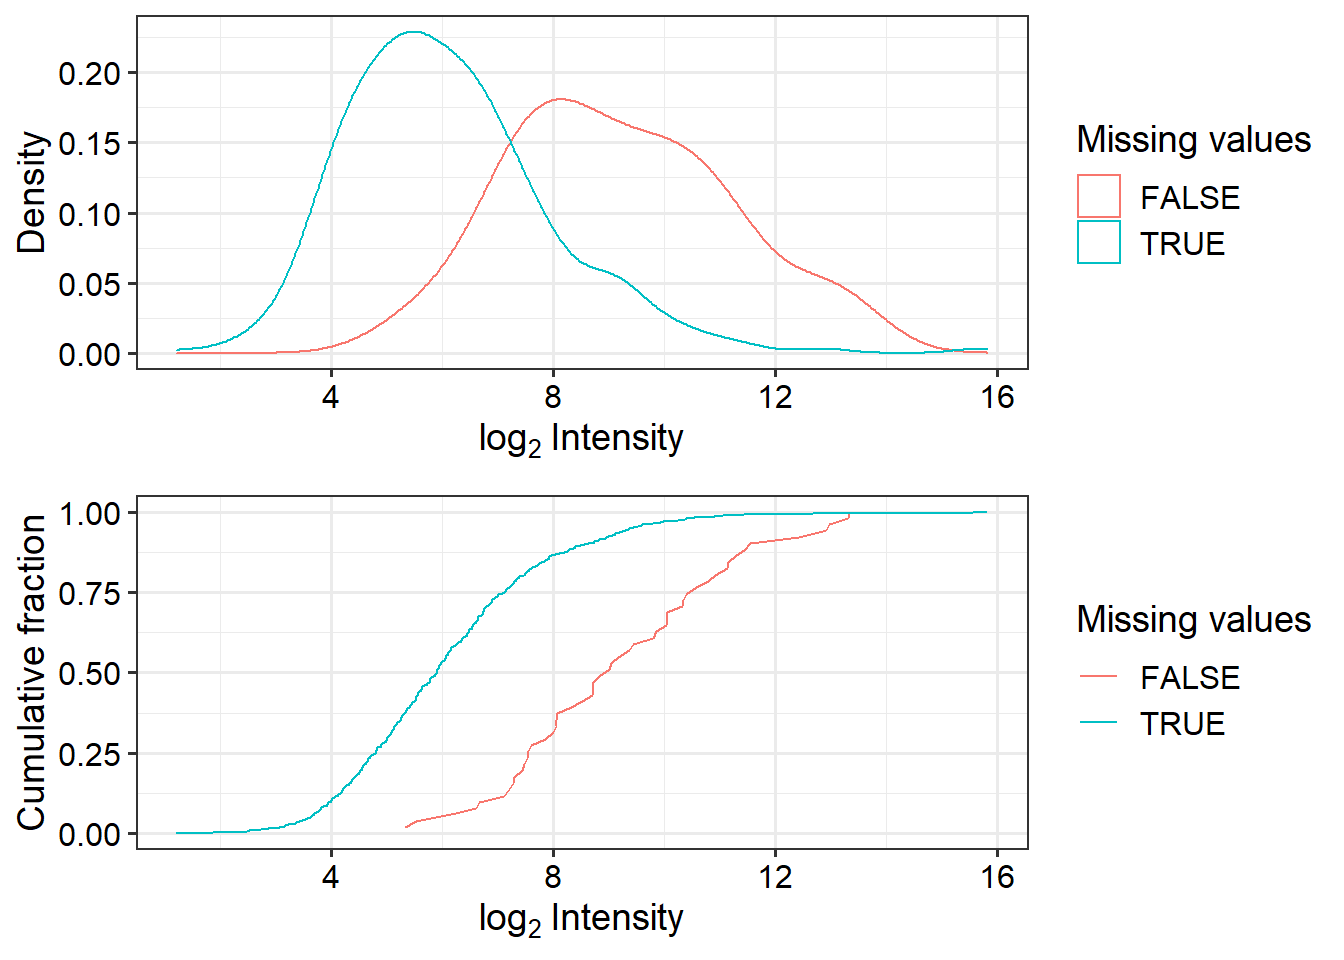 Density
0.20
0.15
0.10
0.05
0.00
4 8 12 16
log2 Intensity
Missing values
FALSE
TRUE
Cumulative fraction
1.00
0.75
0.50
0.25
0.00
4 8 12 16
log2 Intensity
Missing values
FALSE
TRUE